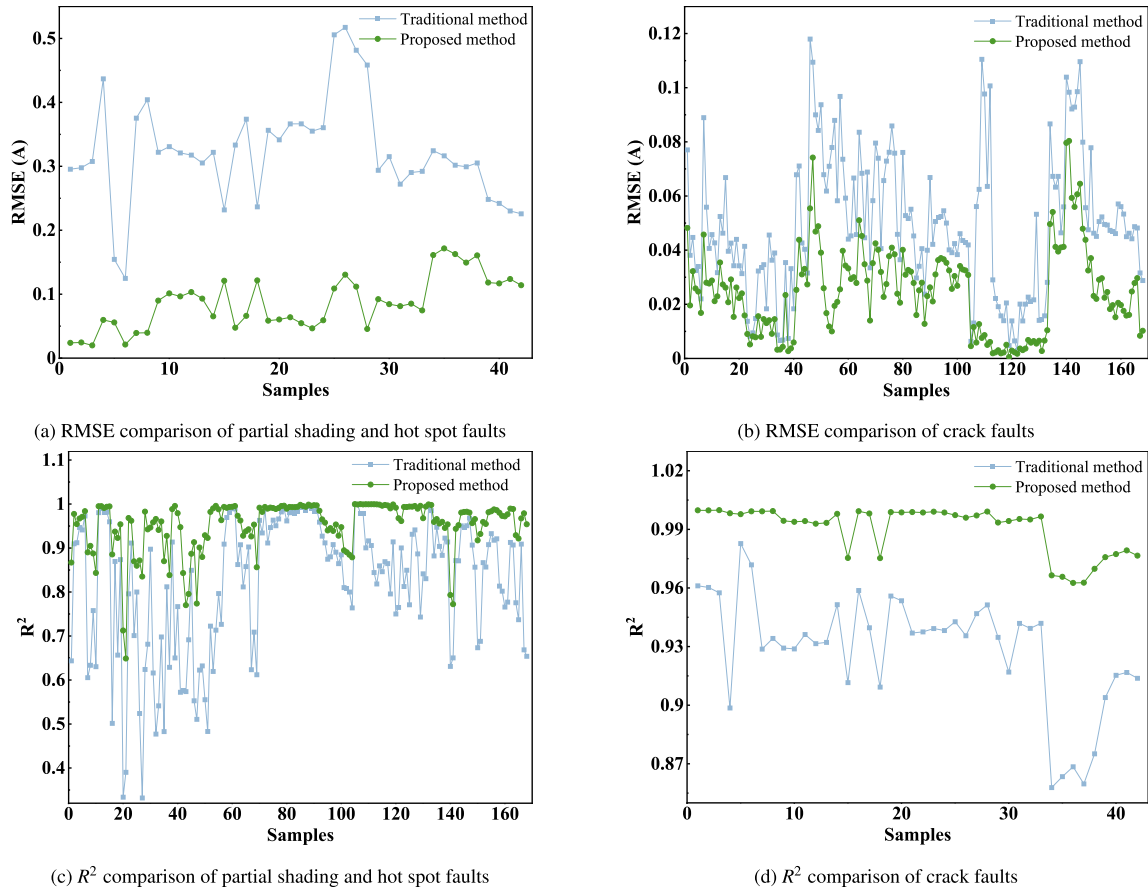 Traditional method
Proposed method
0.5
0.4
0.3
0.2
0.1
0
RMSE (A)
0
10
20
30
40
Samples
(a) RMSE comparison of partial shading and hot spot faults
Traditional method
Proposed method
0.12
0.1
0.08
0.06
0.04
0.02
0
RMSE (A)
0
20
40
60
80
100
120
140
160
Samples
(b) RMSE comparison of crack faults
Traditional method
Proposed method
1.1
1
0.9
0.8
0.7
0.6
0.5
0.4
R²
0
20
40
60
80
100
120
140
160
Samples
(c) R² comparison of partial shading and hot spot faults
Traditional method
Proposed method
1.02
0.99
0.96
0.93
0.9
0.87
R²
0
10
20
30
40
Samples
(d) R² comparison of crack faults